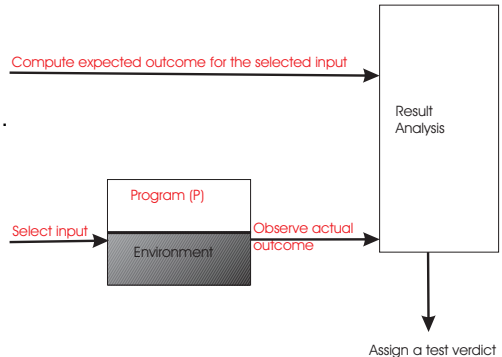 Compute expected outcome for the selected input
Result
Analysis
.
Program (P)
Select input
Environment
Observe actual
outcome
Assign a test verdict